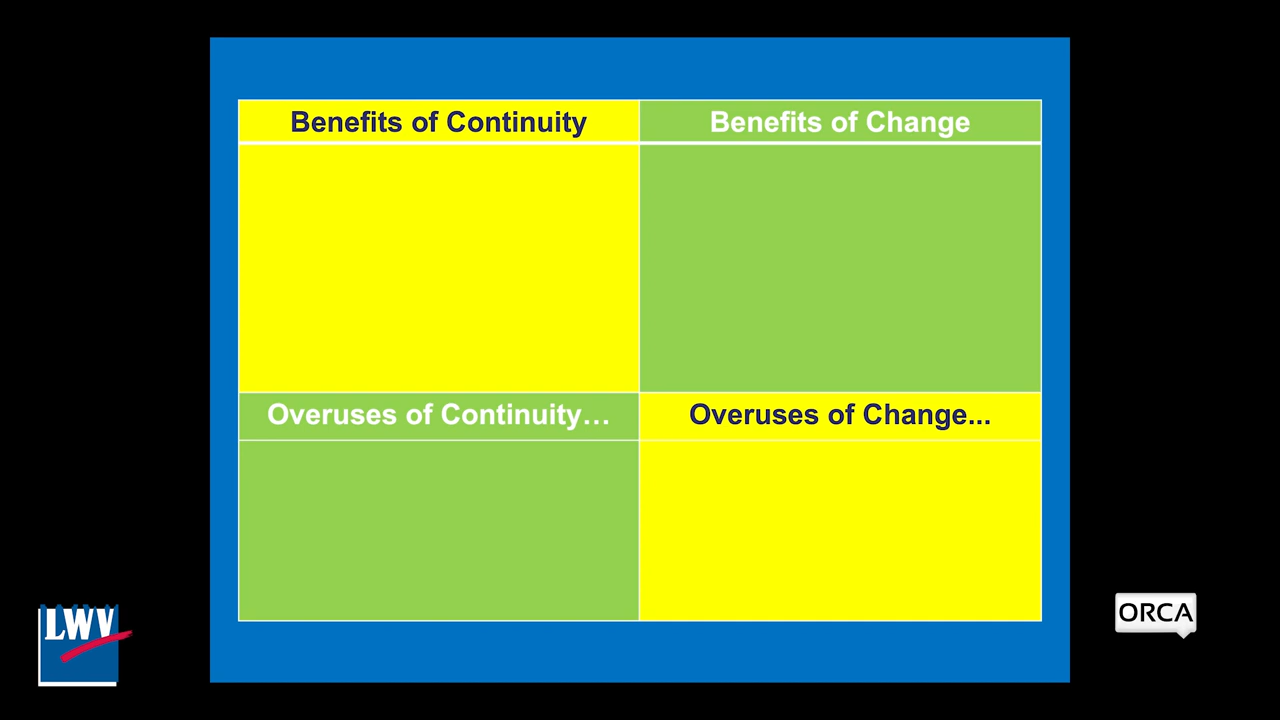 Benefits of Continuity
Benefits of Change
Overuses of Continuity…
Overuses of Change...
LWV
ORCA